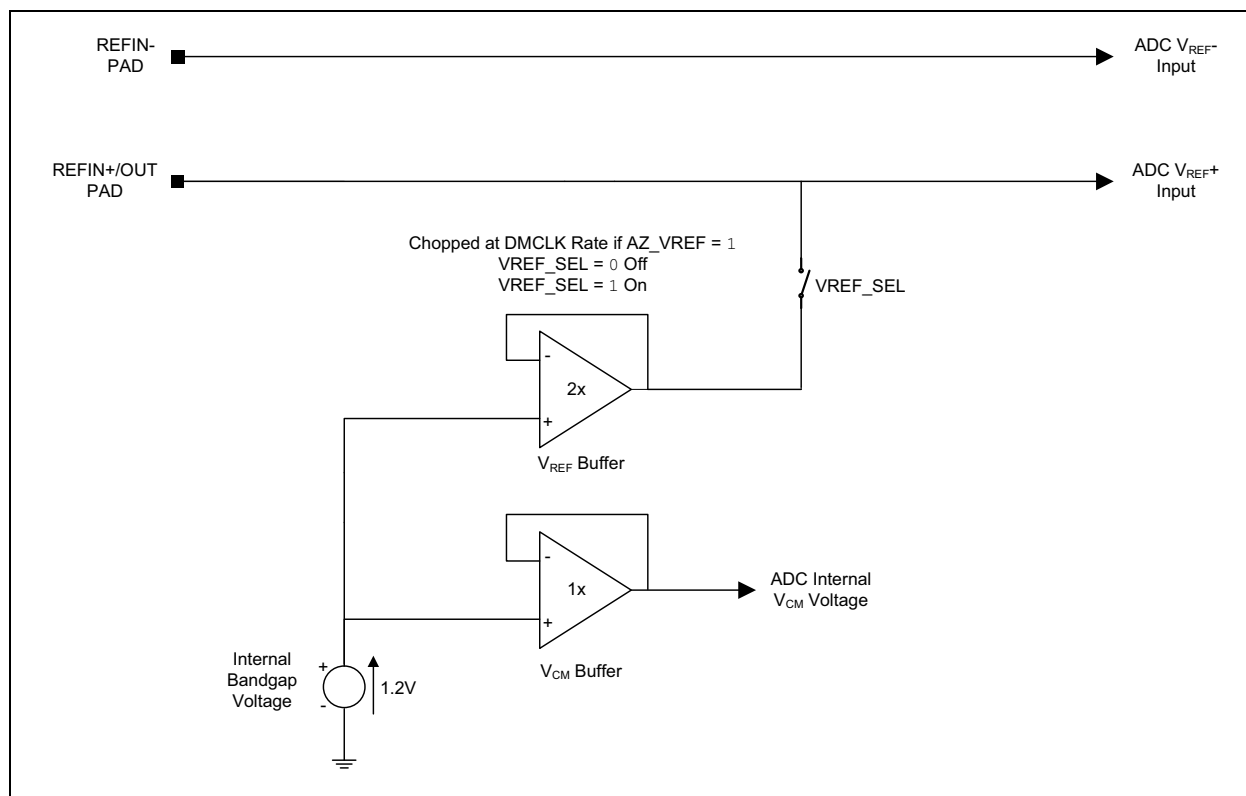 REFIN-
PAD
ADC VREF-
Input
REFIN+/OUT
PAD
ADC VREF+
Input
Chopped at DMCLK Rate if AZ_VREF = 1
VREF_SEL = 0 Off
VREF_SEL = 1 On
VREF_SEL
-
2x
+
VREF Buffer
-
1x
+
ADC Internal
VCM Voltage
VCM Buffer
Internal
Bandgap
Voltage
+
-
1.2V